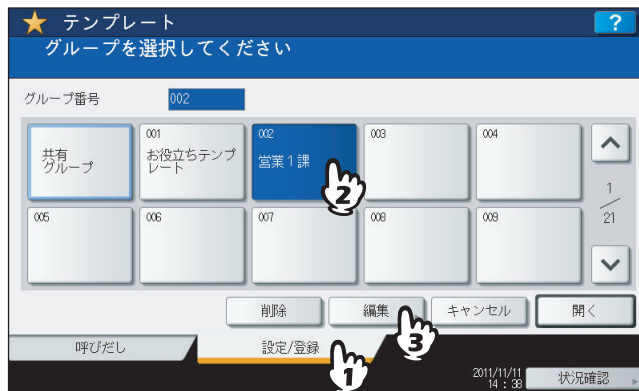 テンプレート
?
グループを選択してください
グループ番号 002
共有
グループ
001
お役立ちテンプ
レート
002
営業1課
003
004
005
006
007
008
009
1
21
2
削除
編集
キャンセル
開く
3
呼びだし
設定/登録
1
2011/11/11
14：38
状況確認